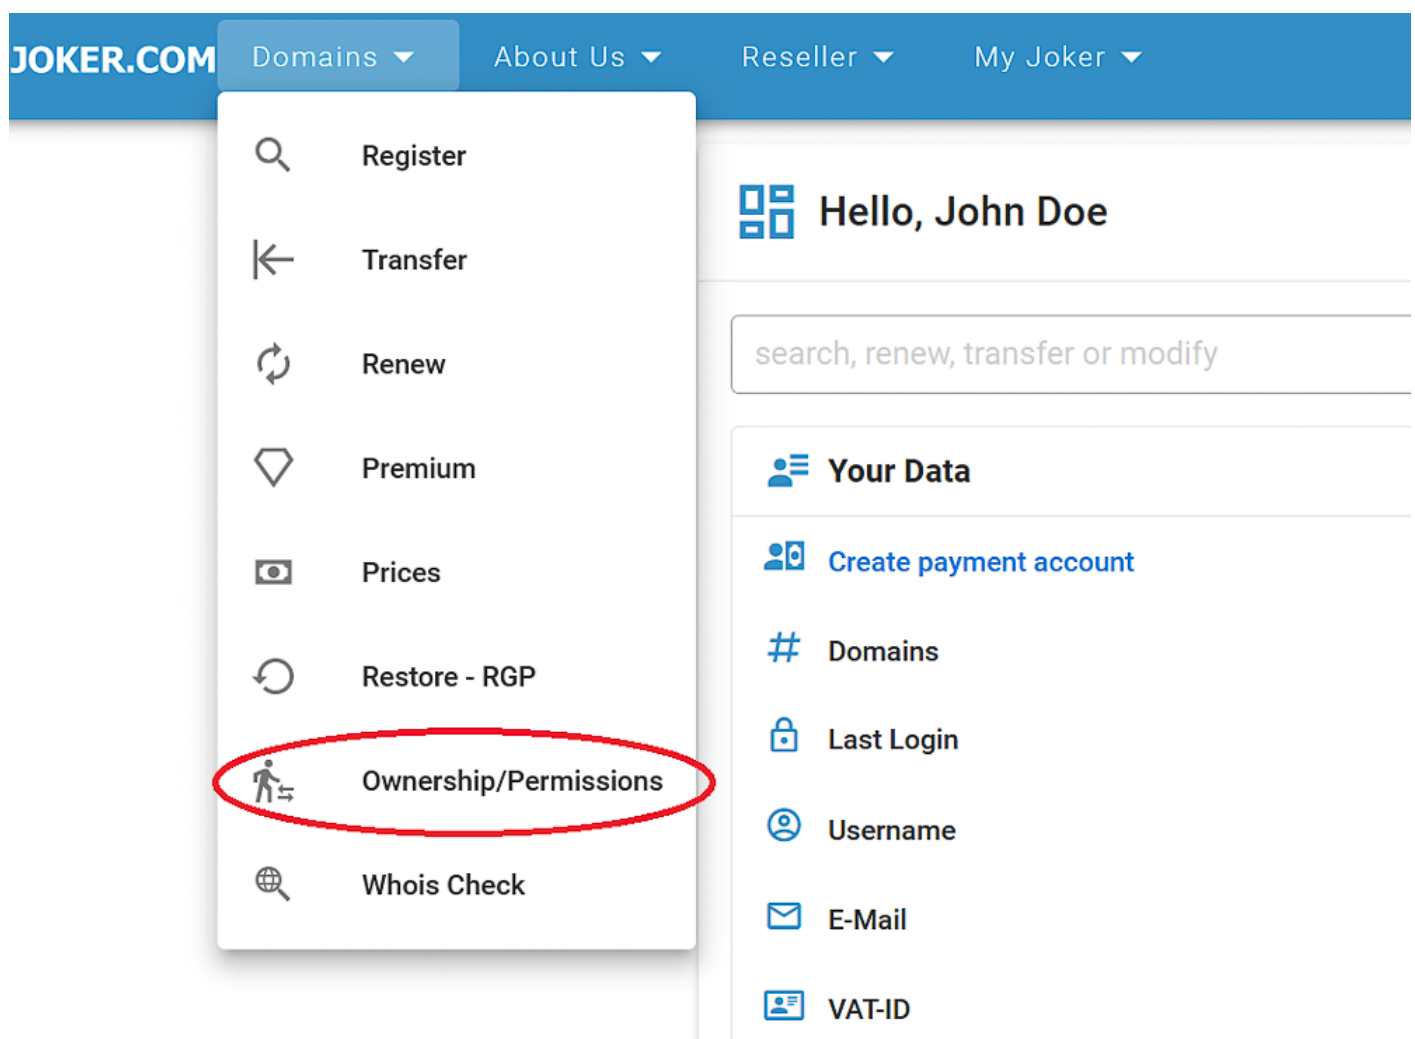 JOKER.COM Domains About Us Reseller My Joker
Register
Transfer
Renew
Premium
Prices
Restore - RGP
Ownership/Permissions
Whois Check
Hello, John Doe
search, renew, transfer or modify
Your Data
Create payment account
Domains
Last Login
Username
E-Mail
VAT-ID